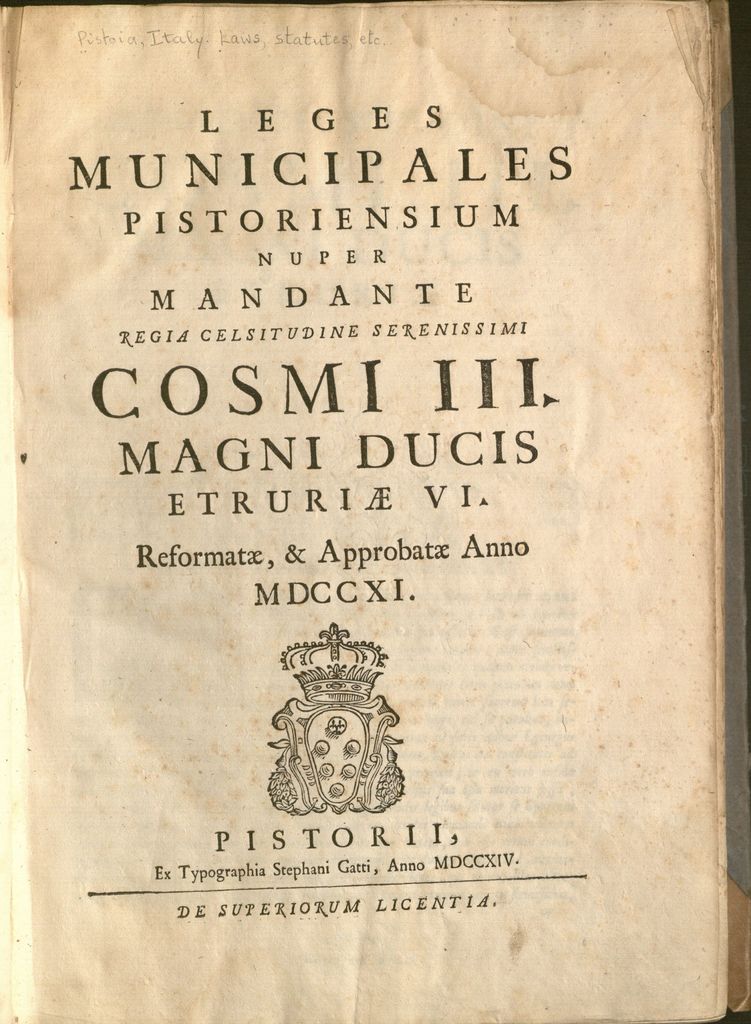 Pistoia, Italy. Laws, statutes, etc.
LEGES
MUNICIPALES
PISTORIENSIUM
NUPER
MANDANTE
REGIA CELSITUDINE SERENISSIMI
COSMI III.
MAGNI DUCIS
ETRURIÆ VI.
Reformatæ, & Approbatæ Anno
MDCCXI.
PISTORII,
Ex Typographia Stephani Gatti, Anno MDCCXIV.
DE SUPERIORUM LICENTIA.